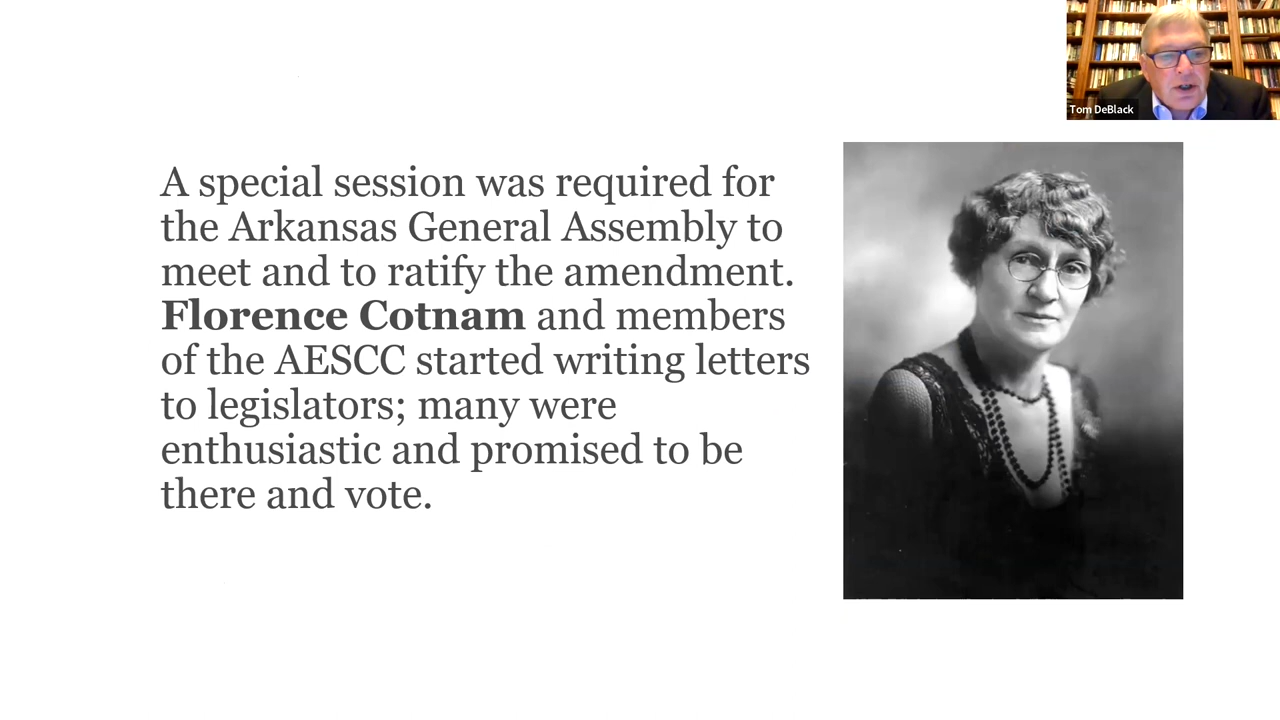 Tom DeBlack
A special session was required for
the Arkansas General Assembly to
meet and to ratify the amendment.
Florence Cotnam and members
of the AESCC started writing letters
to legislators; many were
enthusiastic and promised to be
there and vote.